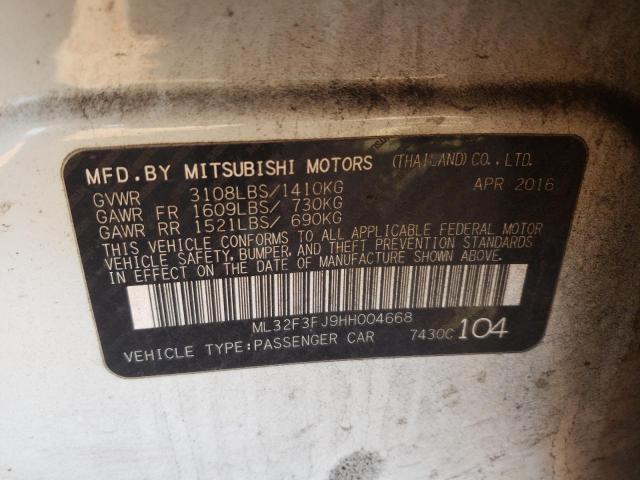 MFD.BY MITSUBISHI MOTORS (THAILAND) CO., LTD.
GVWR 3108LBS/1410KG APR 2016
GAWR FR 1609LBS/ 730KG
GAWR RR 1521LBS/ 690KG
THIS VEHICLE CONFORMS TO ALL APPLICABLE FEDERAL MOTOR
VEHICLE SAFETY, BUMPER, AND THEFT PREVENTION STANDARDS
IN EFFECT ON THE DATE OF MANUFACTURE SHOWN ABOVE.
ML32F3FJ9HH004668
VEHICLE TYPE:PASSENGER CAR 7430C 104